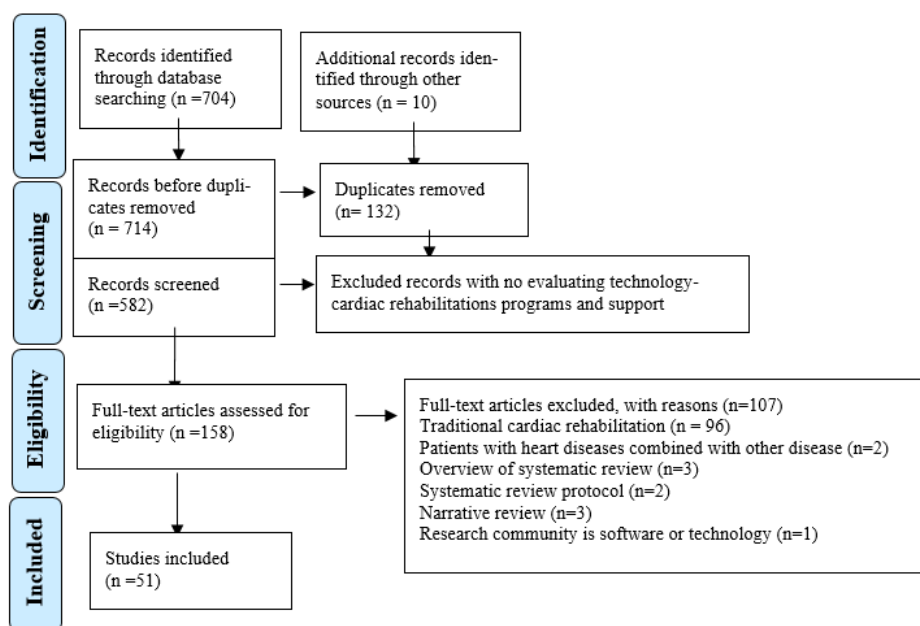 Identification
Records identified
through database
searching (n =704)
Additional records iden-
tified through other
sources (n = 10)
Screening
Records before dupli-
cates removed
(n = 714)
Duplicates removed
(n= 132)
Records screened
(n =582)
Excluded records with no evaluating technology-
cardiac rehabilitations programs and support
Eligibility
Full-text articles assessed for
eligibility (n =158)
Full-text articles excluded, with reasons (n=107)
Traditional cardiac rehabilitation (n = 96)
Patients with heart diseases combined with other disease (n=2)
Overview of systematic review (n=3)
Systematic review protocol (n=2)
Narrative review (n=3)
Research community is software or technology (n=1)
Included
Studies included
(n =51)